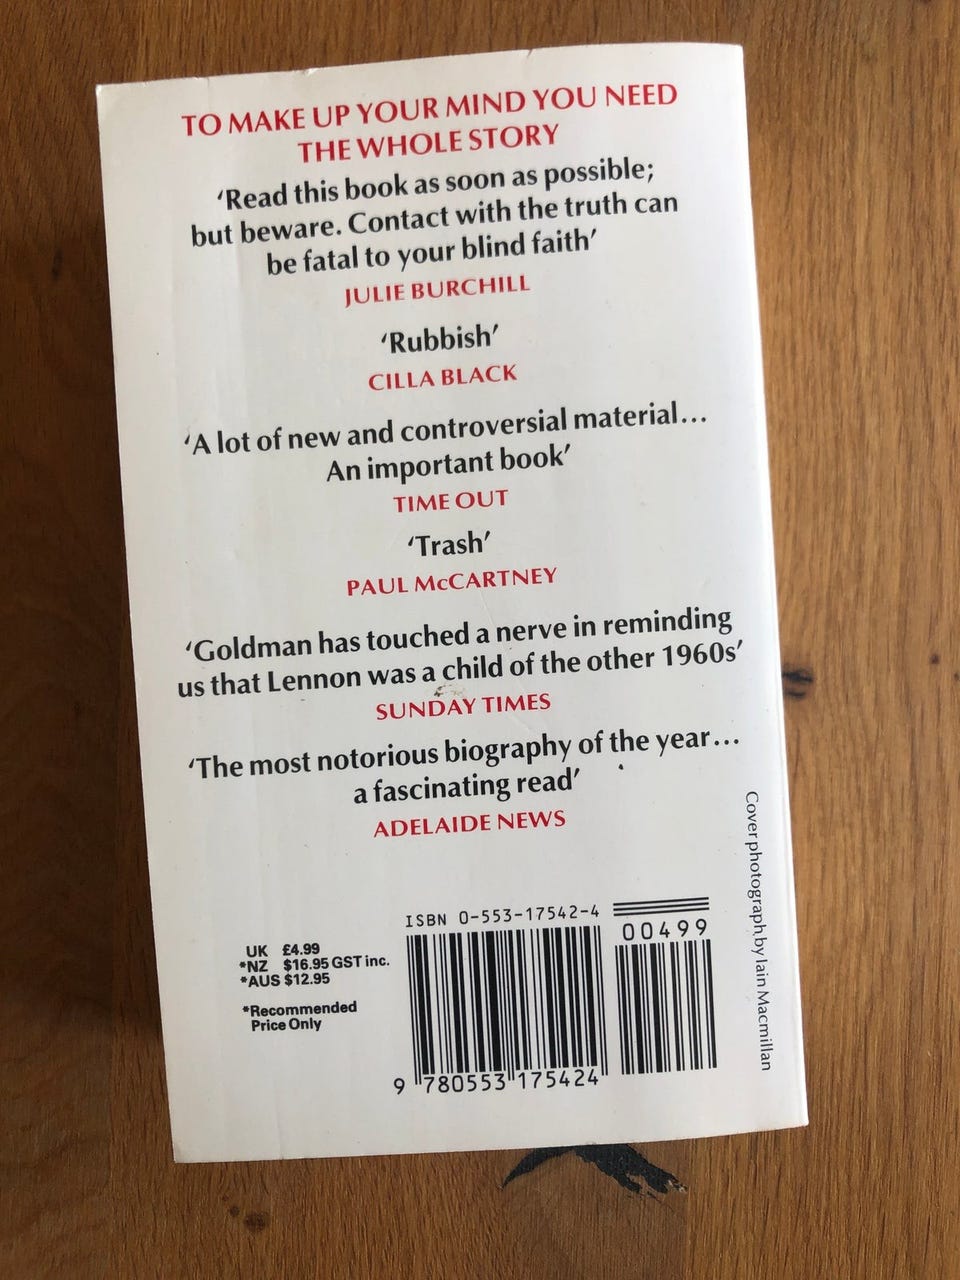 TO MAKE UP YOUR MIND YOU NEED
THE WHOLE STORY
‘Read this book as soon as possible;
but beware. Contact with the truth can
be fatal to your blind faith’
JULIE BURCHILL
‘Rubbish’
CILLA BLACK
‘A lot of new and controversial material...
An important book’
TIME OUT
‘Trash’
PAUL McCARTNEY
‘Goldman has touched a nerve in reminding
us that Lennon was a child of the other 1960s’
SUNDAY TIMES
‘The most notorious biography of the year...
a fascinating read’
ADELAIDE NEWS
Cover photograph by Iain Macmillan
UK £4.99
*NZ $16.95 GST inc.
*AUS $12.95
*Recommended
Price Only
ISBN 0-553-17542-4
00499
9 780553 175424